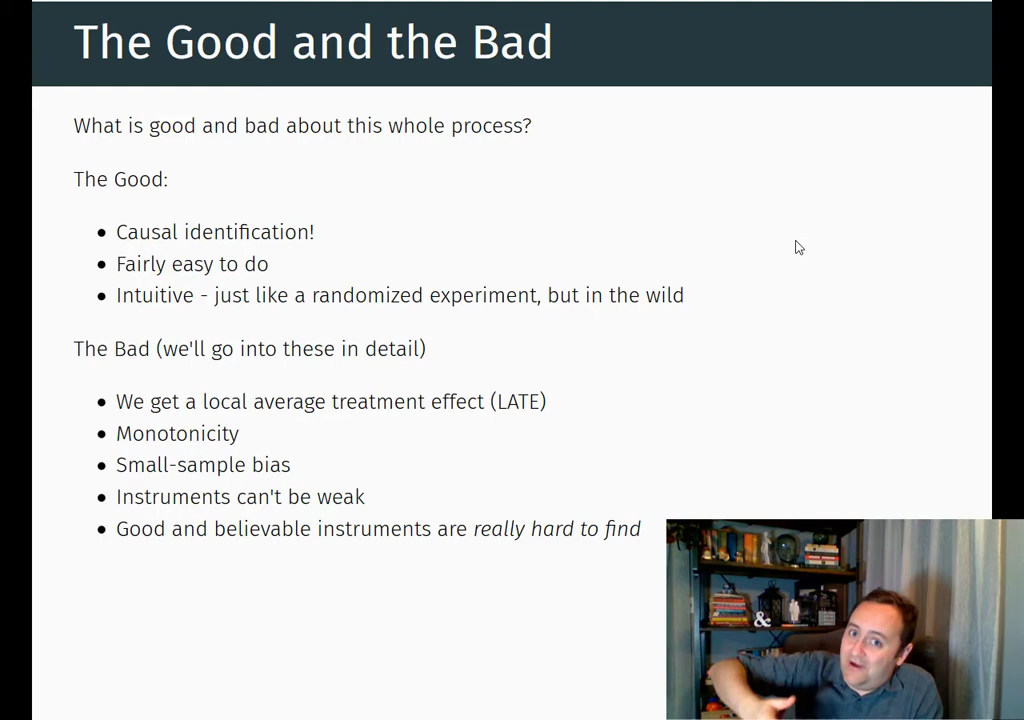 The Good and the Bad
What is good and bad about this whole process?
The Good:
Causal identification!
Fairly easy to do
Intuitive - just like a randomized experiment, but in the wild
The Bad (we'll go into these in detail)
We get a local average treatment effect (LATE)
Monotonicity
Small-sample bias
Instruments can't be weak
Good and believable instruments are really hard to find
&